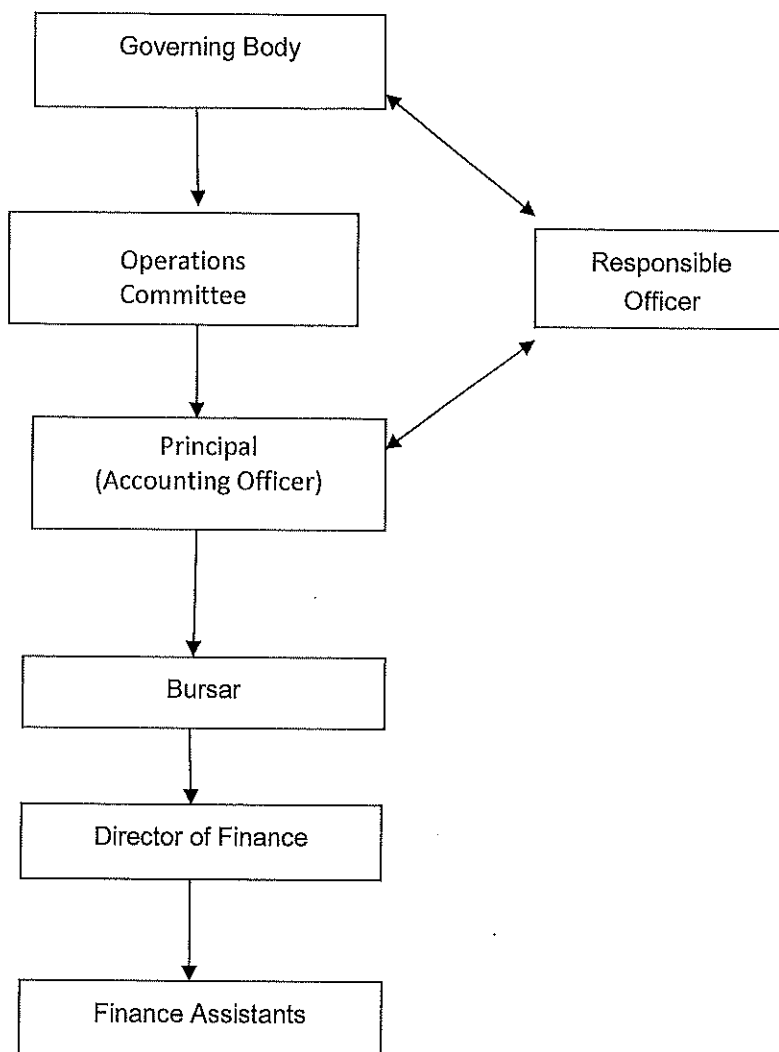 Governing Body
Operations
Committee
Responsible
Officer
Principal
(Accounting Officer)
Bursar
Director of Finance
Finance Assistants